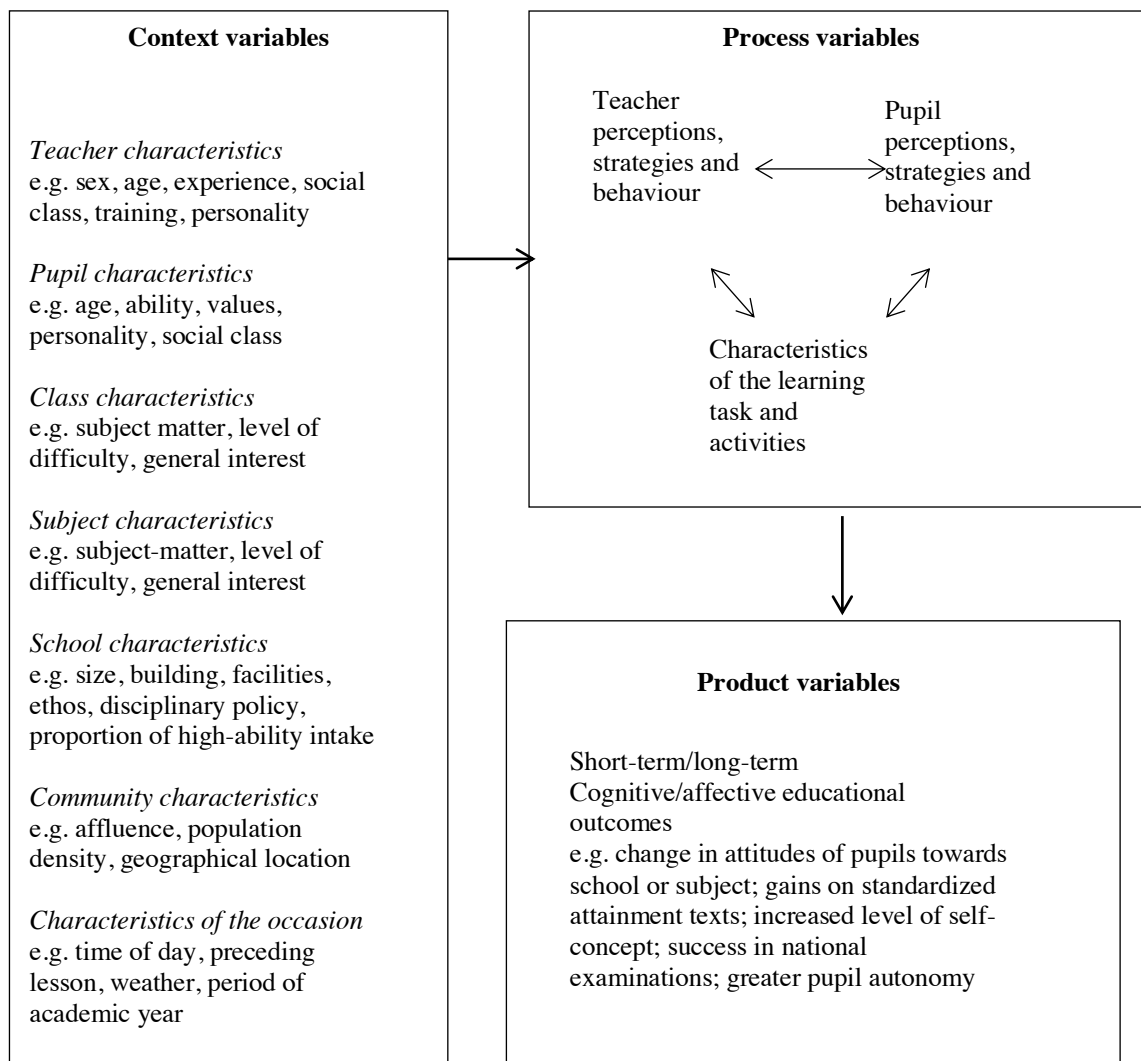 Context variables
Teacher characteristics
e.g. sex, age, experience, social
class, training, personality
Pupil characteristics
e.g. age, ability, values,
personality, social class
Class characteristics
e.g. subject matter, level of
difficulty, general interest
Subject characteristics
e.g. subject-matter, level of
difficulty, general interest
School characteristics
e.g. size, building, facilities,
ethos, disciplinary policy,
proportion of high-ability intake
Community characteristics
e.g. affluence, population
density, geographical location
Characteristics of the occasion
e.g. time of day, preceding
lesson, weather, period of
academic year
Process variables
Teacher
perceptions,
strategies and
behaviour
Pupil
perceptions,
strategies and
behaviour
Characteristics
of the learning
task and
activities
Product variables
Short-term/long-term
Cognitive/affective educational
outcomes
e.g. change in attitudes of pupils towards
school or subject; gains on standardized
attainment texts; increased level of self-
concept; success in national
examinations; greater pupil autonomy